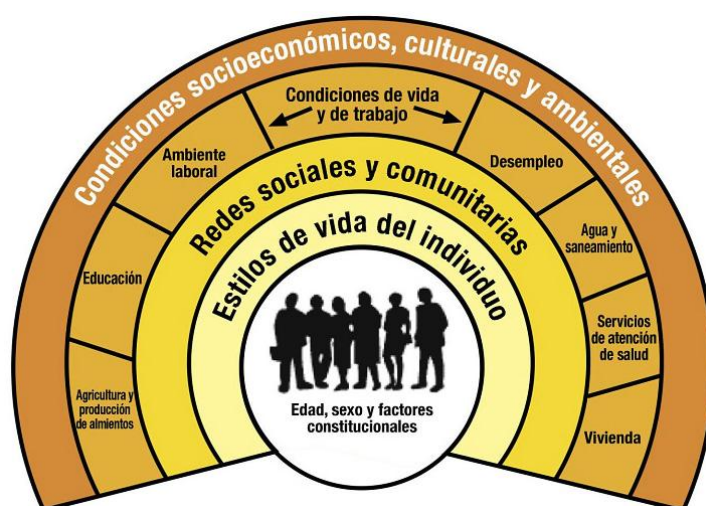 Condiciones socioeconómicos, culturales y ambientales
Condiciones de vida
y de trabajo
Ambiente
laboral
Desempleo
Redes sociales y comunitarias
Educación
Agua y
saneamiento
Estilos de vida del individuo
Servicios
de atención
de salud
Agricultura y
producción
de almientos
Vivienda
Edad, sexo y factores
constitucionales